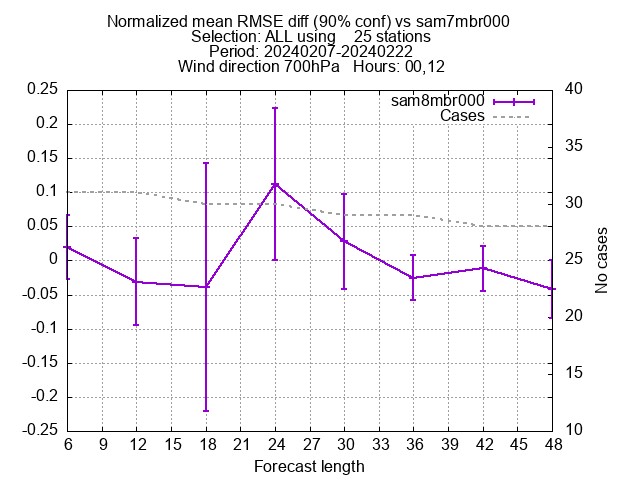 Normalized mean RMSE diff (90% conf) vs sam7mbr000
Selection: ALL using    25 stations
Period: 20240207-20240222
Wind direction 700hPa   Hours: 00,12
sam8mbr000
Cases
0.25
0.2
0.15
0.1
0.05
0
-0.05
-0.1
-0.15
-0.2
-0.25
40
35
30
25
20
15
10
No cases
6 9 12 15 18 21 24 27 30 33 36 39 42 45 48
Forecast length